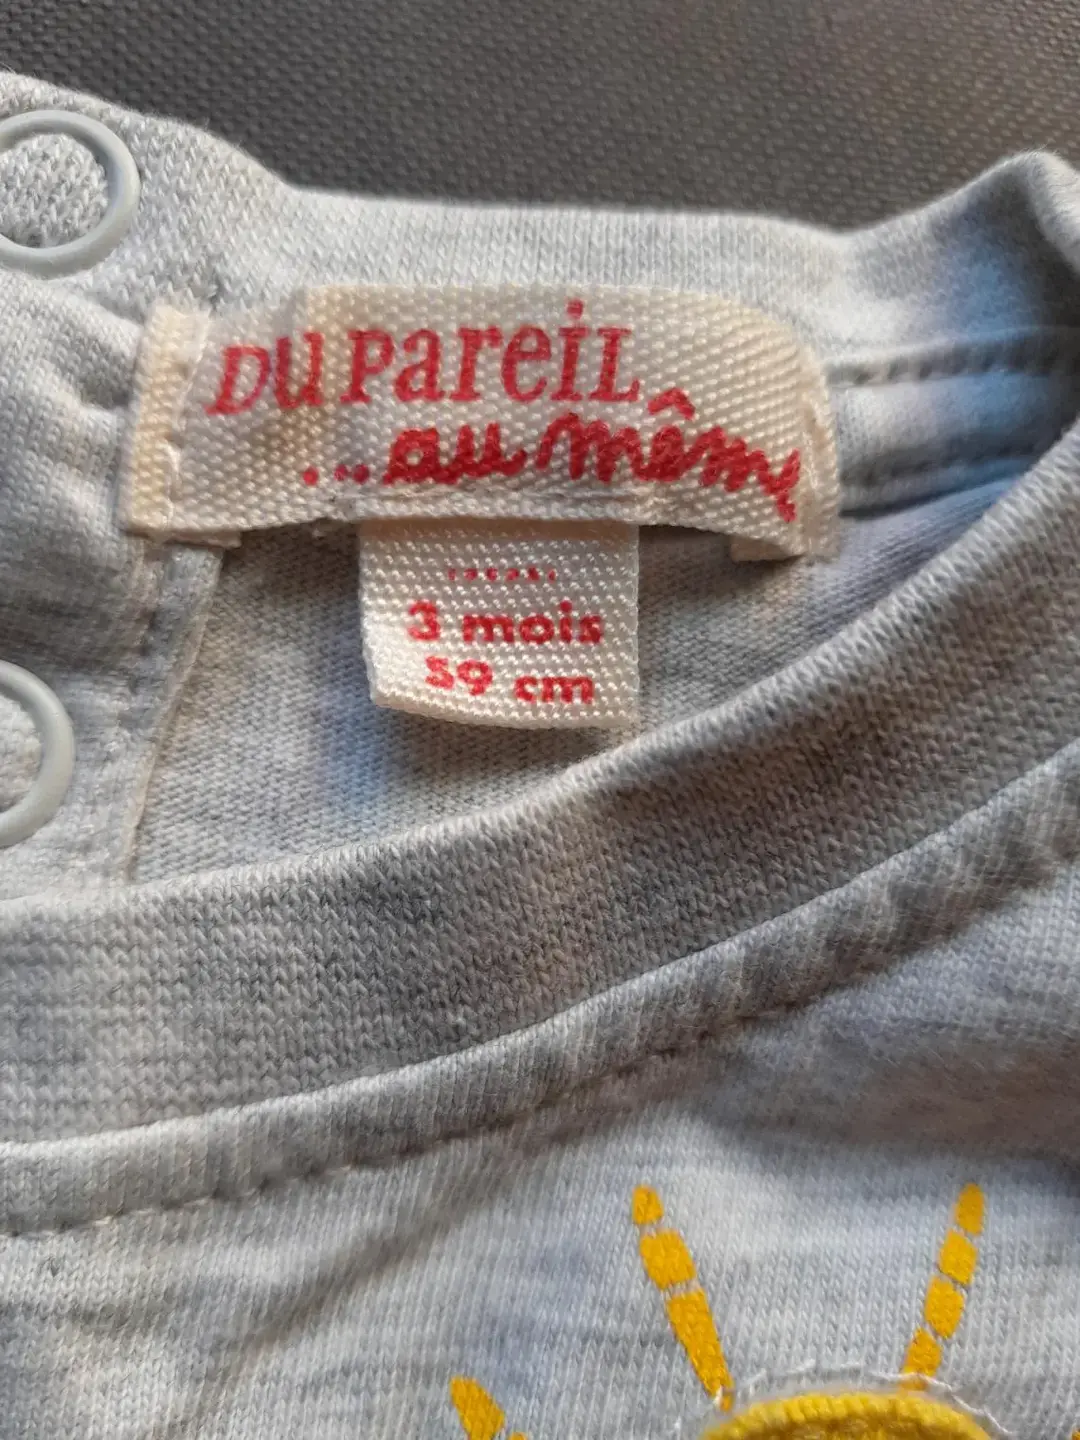 DU PareiL
...au même
3 mois
59 cm